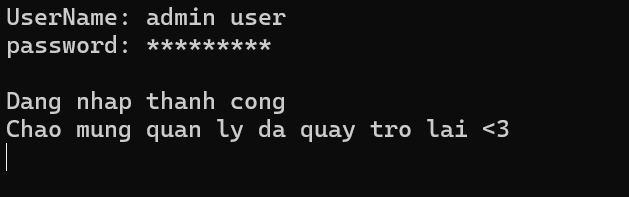 UserName: admin user
password: *********
Dang nhap thanh cong
Chao mung quan ly da quay tro lai <3